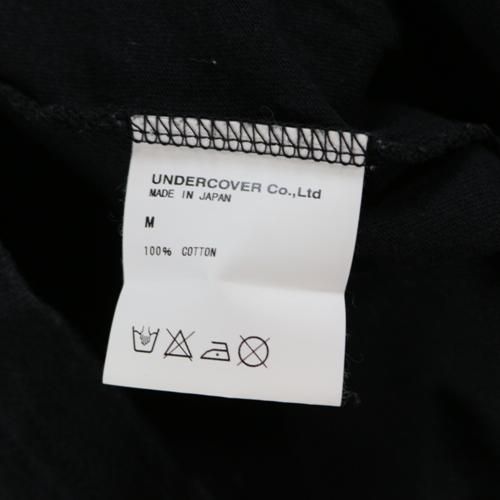 UNDERCOVER Co.,Ltd
MADE IN JAPAN
M
100% COTTON